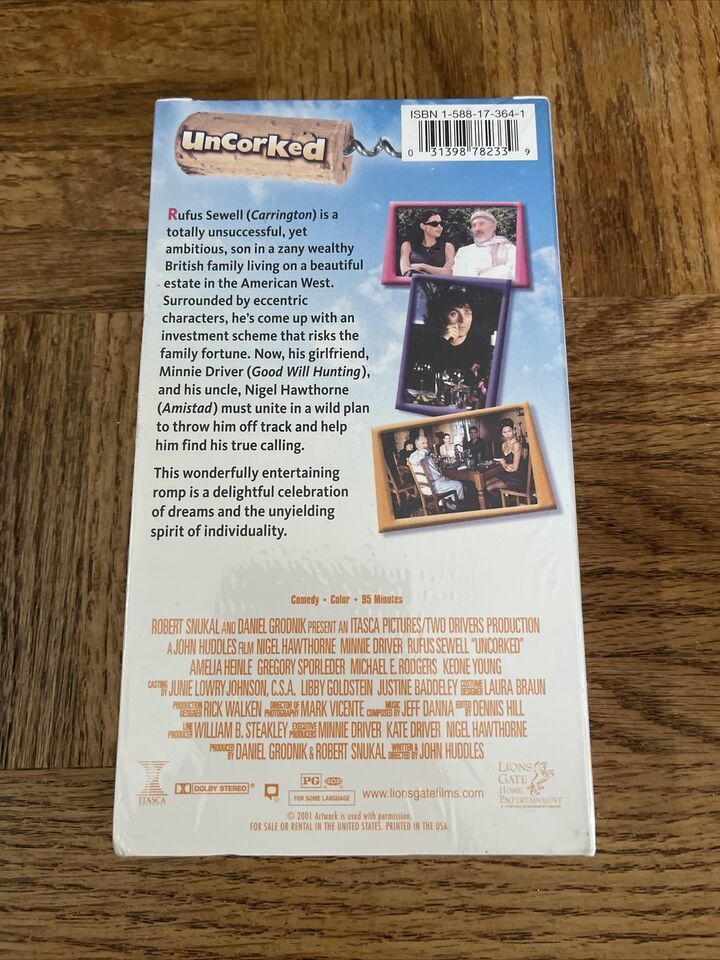 UnCorked
ISBN 1-588-17-364-1
0 31398 78233 9
Rufus Sewell (Carrington) is a
totally unsuccessful, yet
ambitious, son in a zany wealthy
British family living on a beautiful
estate in the American West.
Surrounded by eccentric
characters, he's come up with an
investment scheme that risks the
family fortune. Now, his girlfriend,
Minnie Driver (Good Will Hunting),
and his uncle, Nigel Hawthorne
(Amistad) must unite in a wild plan
to throw him off track and help
him find his true calling.
This wonderfully entertaining
romp is a delightful celebration
of dreams and the unyielding
spirit of individuality.
Comedy • Color • 95 Minutes
ROBERT SNUKAL AND DANIEL GRODNIK PRESENT AN ITASCA PICTURES/TWO DRIVERS PRODUCTION
A JOHN HUDDLES FILM NIGEL HAWTHORNE MINNIE DRIVER RUFUS SEWELL "UNCORKED"
AMELIA HEINLE GREGORY SPORLEDER MICHAEL E. RODGERS KEONE YOUNG
CASTING BY JUNIE LOWRY JOHNSON, C.S.A. LIBBY GOLDSTEIN JUSTINE BADDELEY COSTUME DESIGNER LAURA BRAUN
PRODUCTION DESIGNER RICK WALKEN DIRECTOR OF PHOTOGRAPHY MARK VICENTE MUSIC COMPOSED BY JEFF DANNA EDITED BY DENNIS HILL
LINE PRODUCER WILLIAM B. STEAKLEY EXECUTIVE PRODUCERS MINNIE DRIVER KATE DRIVER NIGEL HAWTHORNE
PRODUCED BY DANIEL GRODNIK & ROBERT SNUKAL WRITTEN & DIRECTED BY JOHN HUDDLES
ITASCA
DOLBY STEREO
PG
FOR SOME LANGUAGE
www.lionsgatefilms.com
LIONS
GATE
HOME
ENTERTAINMENT
© 2001 Artwork is used with permission.
FOR SALE OR RENTAL IN THE UNITED STATES. PRINTED IN THE USA.